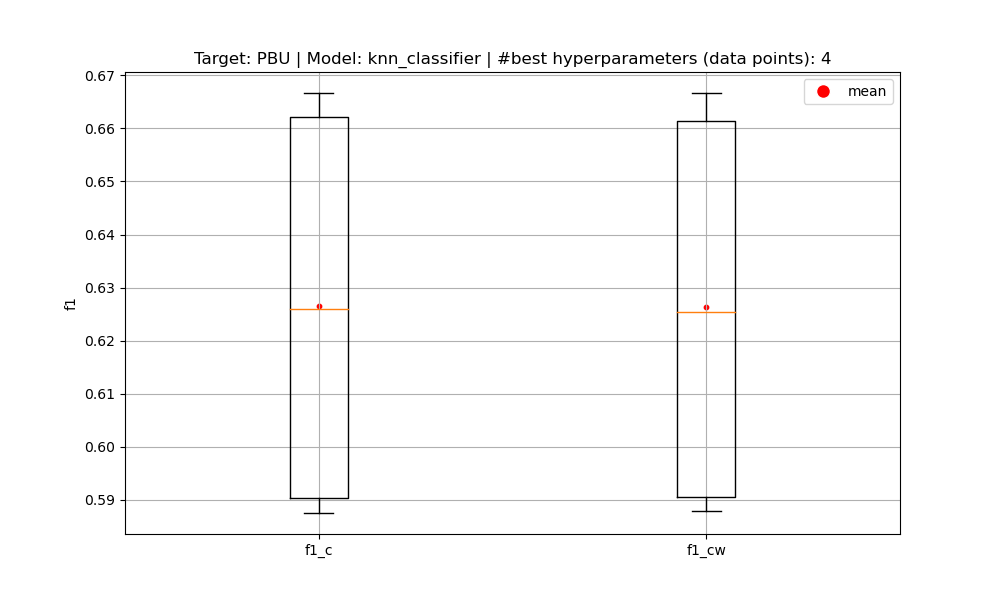 Target: PBU | Model: knn_classifier | #best hyperparameters (data points): 4
mean
0.67
0.66
0.65
0.64
0.63
0.62
0.61
0.60
0.59
f1
f1_c
f1_cw